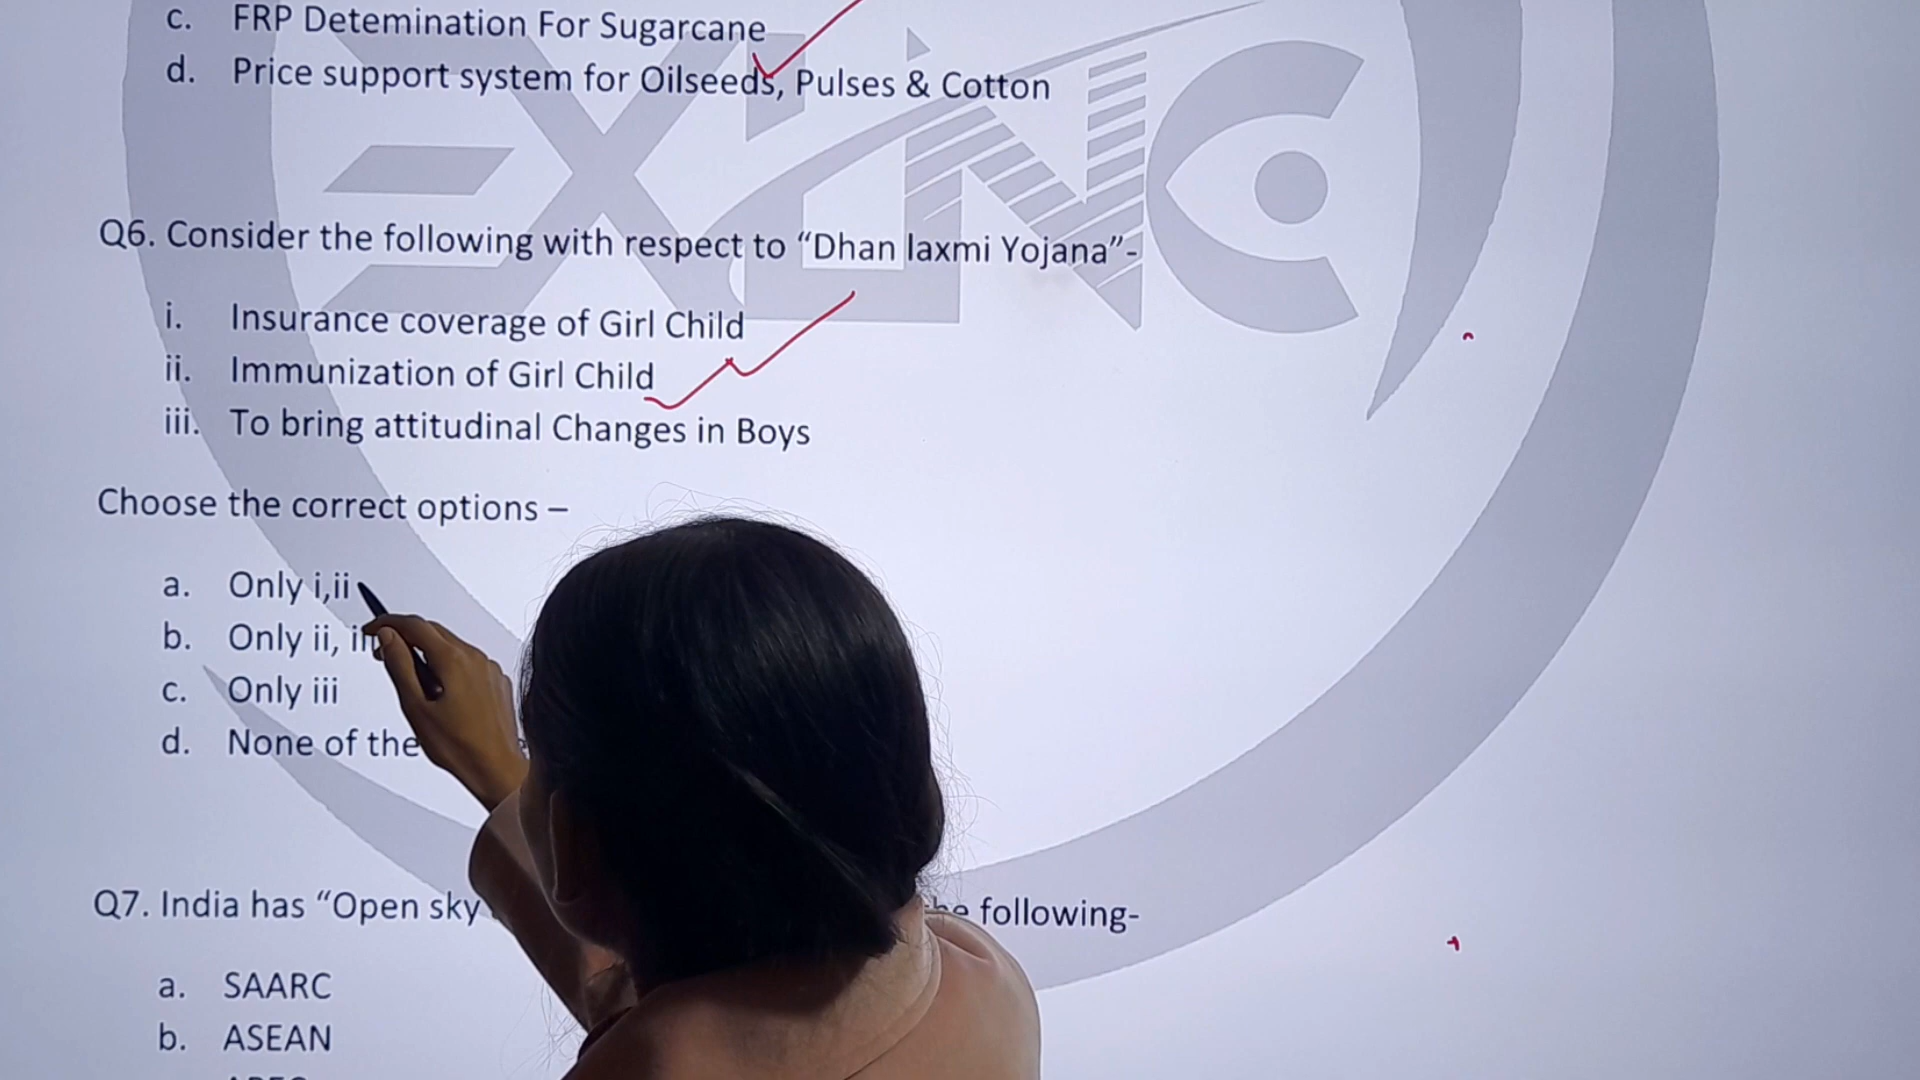 c. FRP Detemination For Sugarcane
d. Price support system for Oilseeds, Pulses & Cotton
EXINC
Q6. Consider the following with respect to “Dhan laxmi Yojana”-
i. Insurance coverage of Girl Child
ii. Immunization of Girl Child
iii. To bring attitudinal Changes in Boys
Choose the correct options –
a. Only i,ii
b. Only ii,
c. Only iii
d. None of the
Q7. India has “Open sky the following-
a. SAARC
b. ASEAN